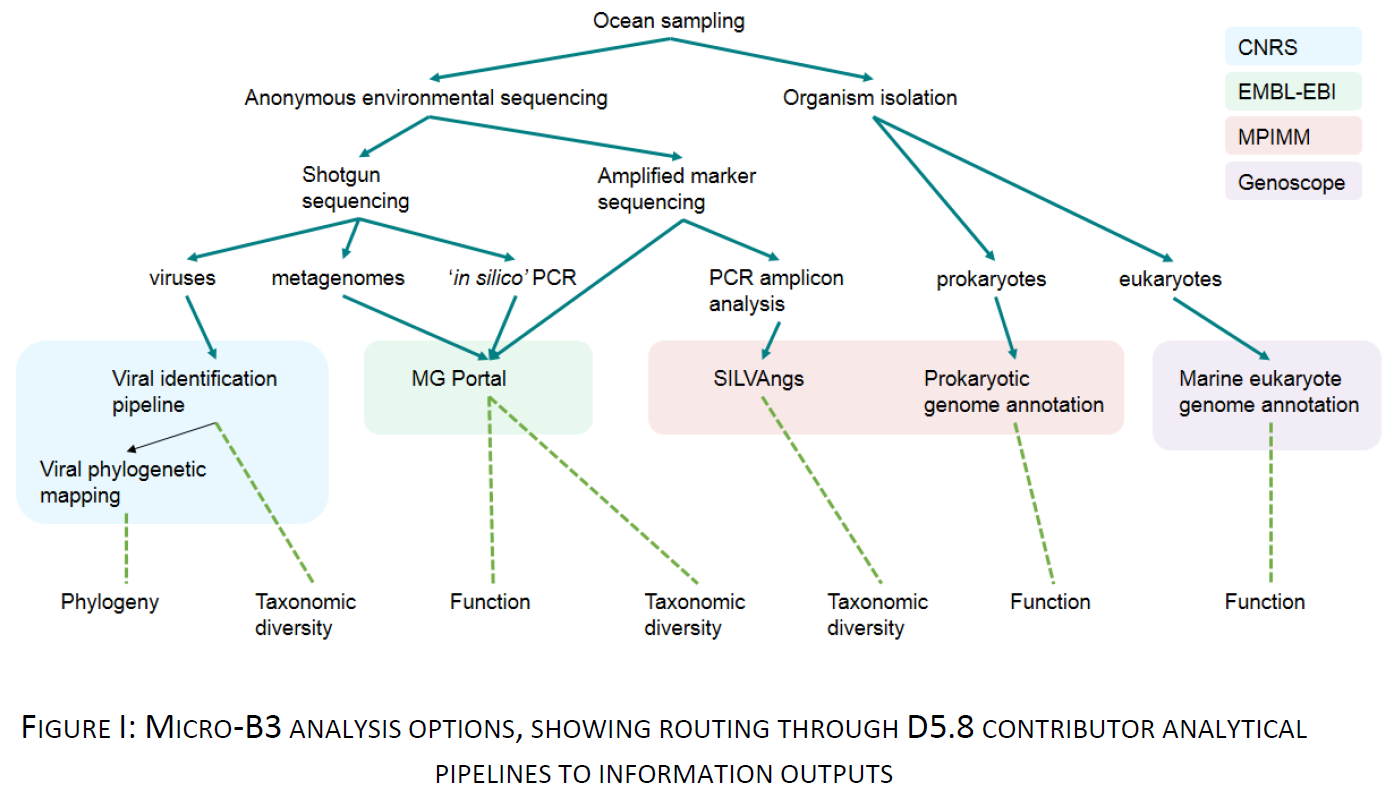 Ocean sampling
CNRS
EMBL-EBI
MPIMM
Genoscope
Anonymous environmental sequencing
Organism isolation
Shotgun
sequencing
Amplified marker
sequencing
viruses
metagenomes
‘in silico’ PCR
PCR amplicon
analysis
prokaryotes
eukaryotes
Viral identification
pipeline
Viral phylogenetic
mapping
MG Portal
SILVAngs
Prokaryotic
genome annotation
Marine eukaryote
genome annotation
Phylogeny
Taxonomic
diversity
Function
Taxonomic
diversity
Taxonomic
diversity
Function
Function
FIGURE I: MICRO-B3 ANALYSIS OPTIONS, SHOWING ROUTING THROUGH D5.8 CONTRIBUTOR ANALYTICAL
PIPELINES TO INFORMATION OUTPUTS